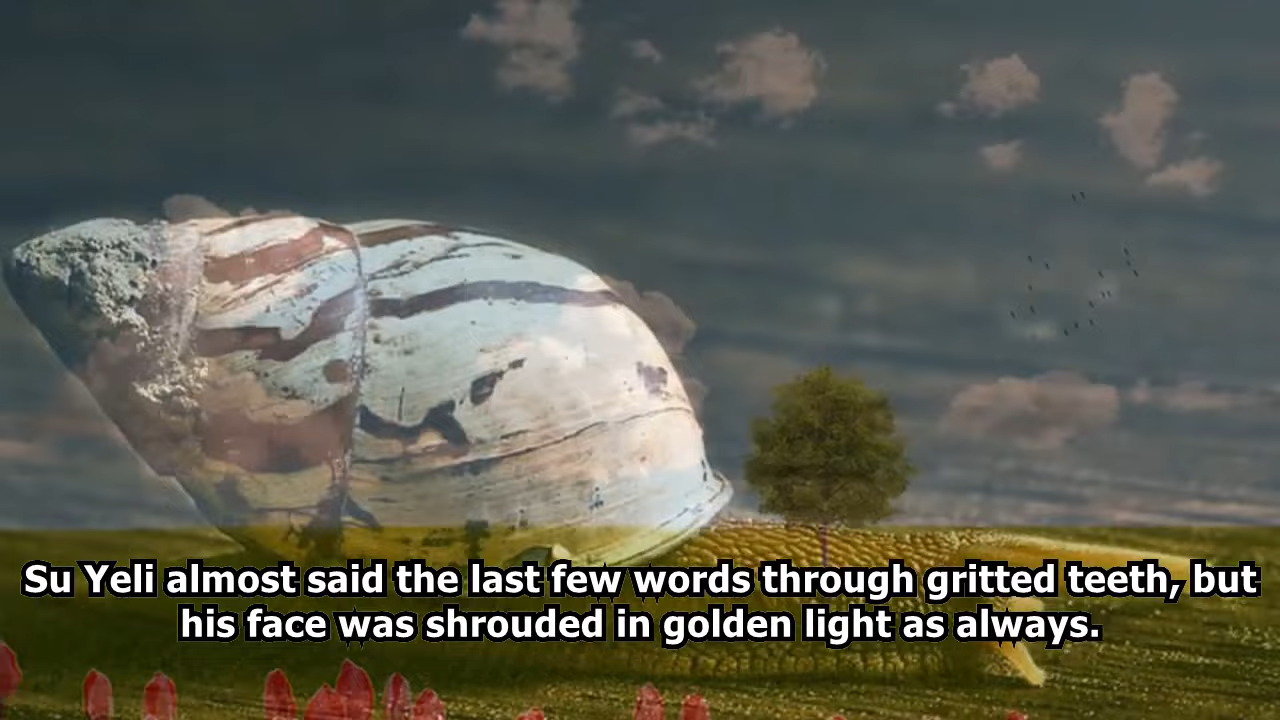 Su Yeli almost said the last few words through gritted teeth, but
his face was shrouded in golden light as always.